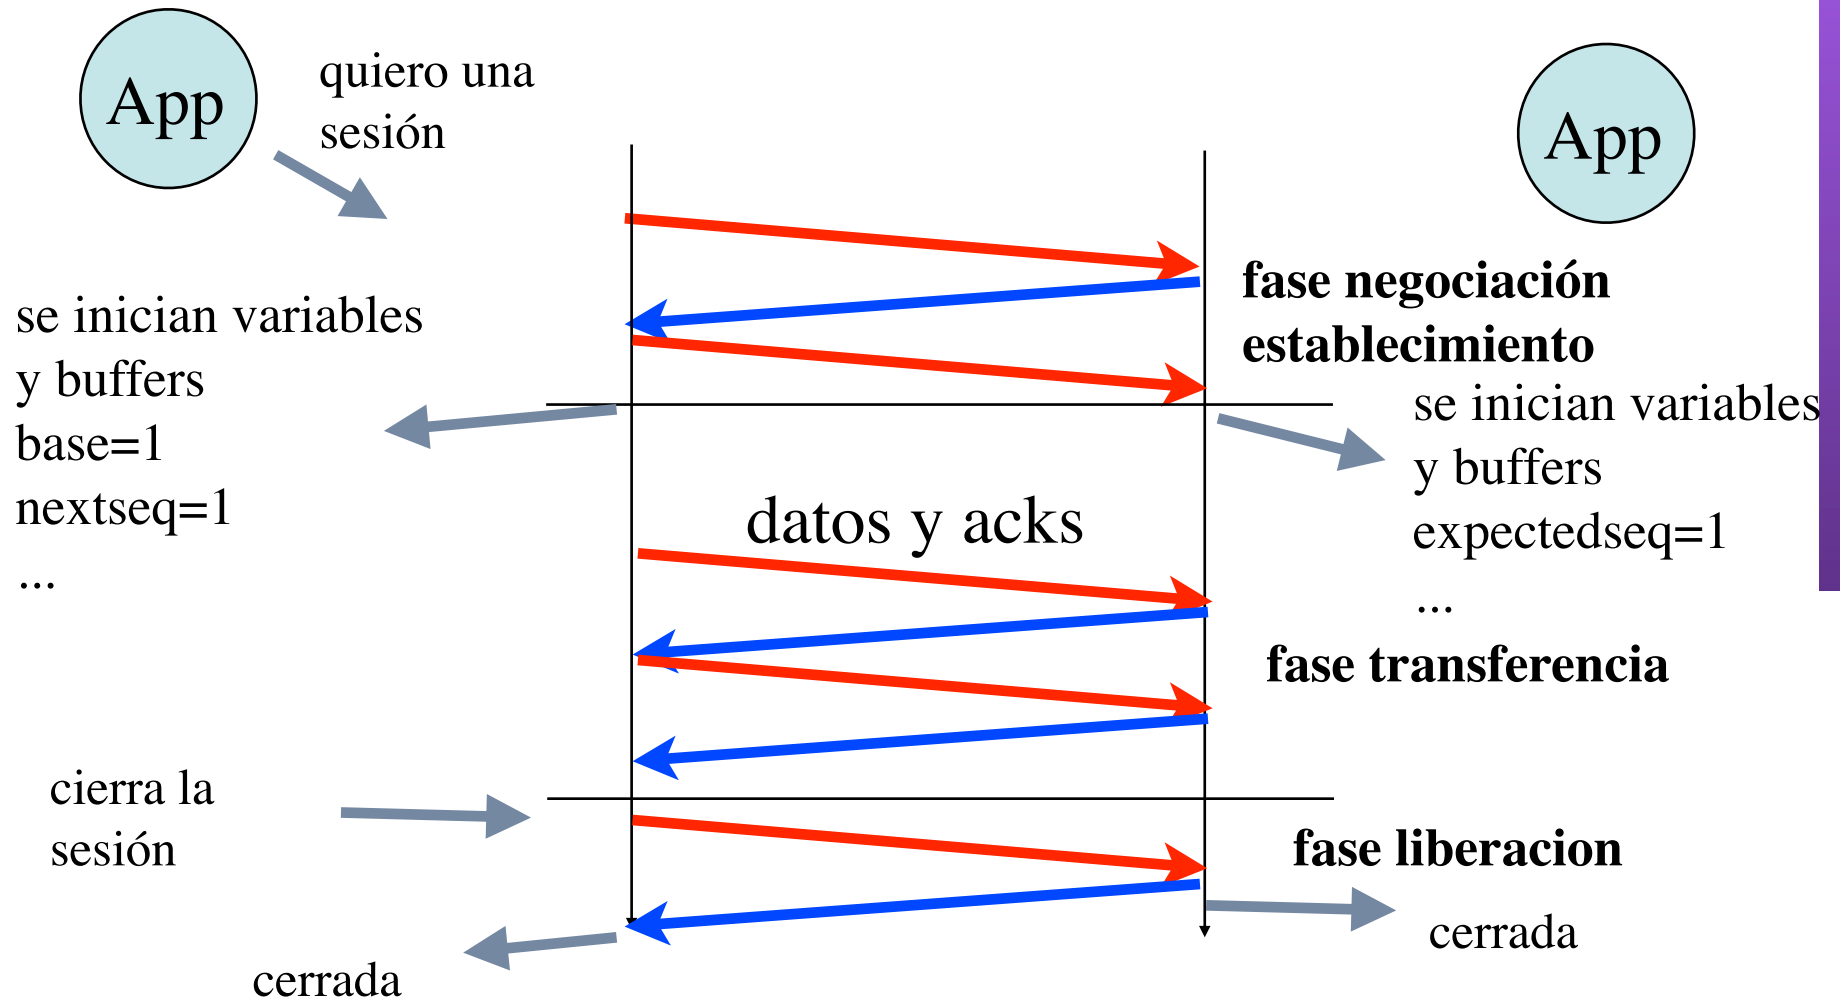 App
quiero una
sesión
App
fase negociación
establecimiento
se inician variables
y buffers
base=1
nextseq=1
...
se inician variables
y buffers
expectedseq=1
...
datos y acks
fase transferencia
cierra la
sesión
fase liberacion
cerrada
cerrada